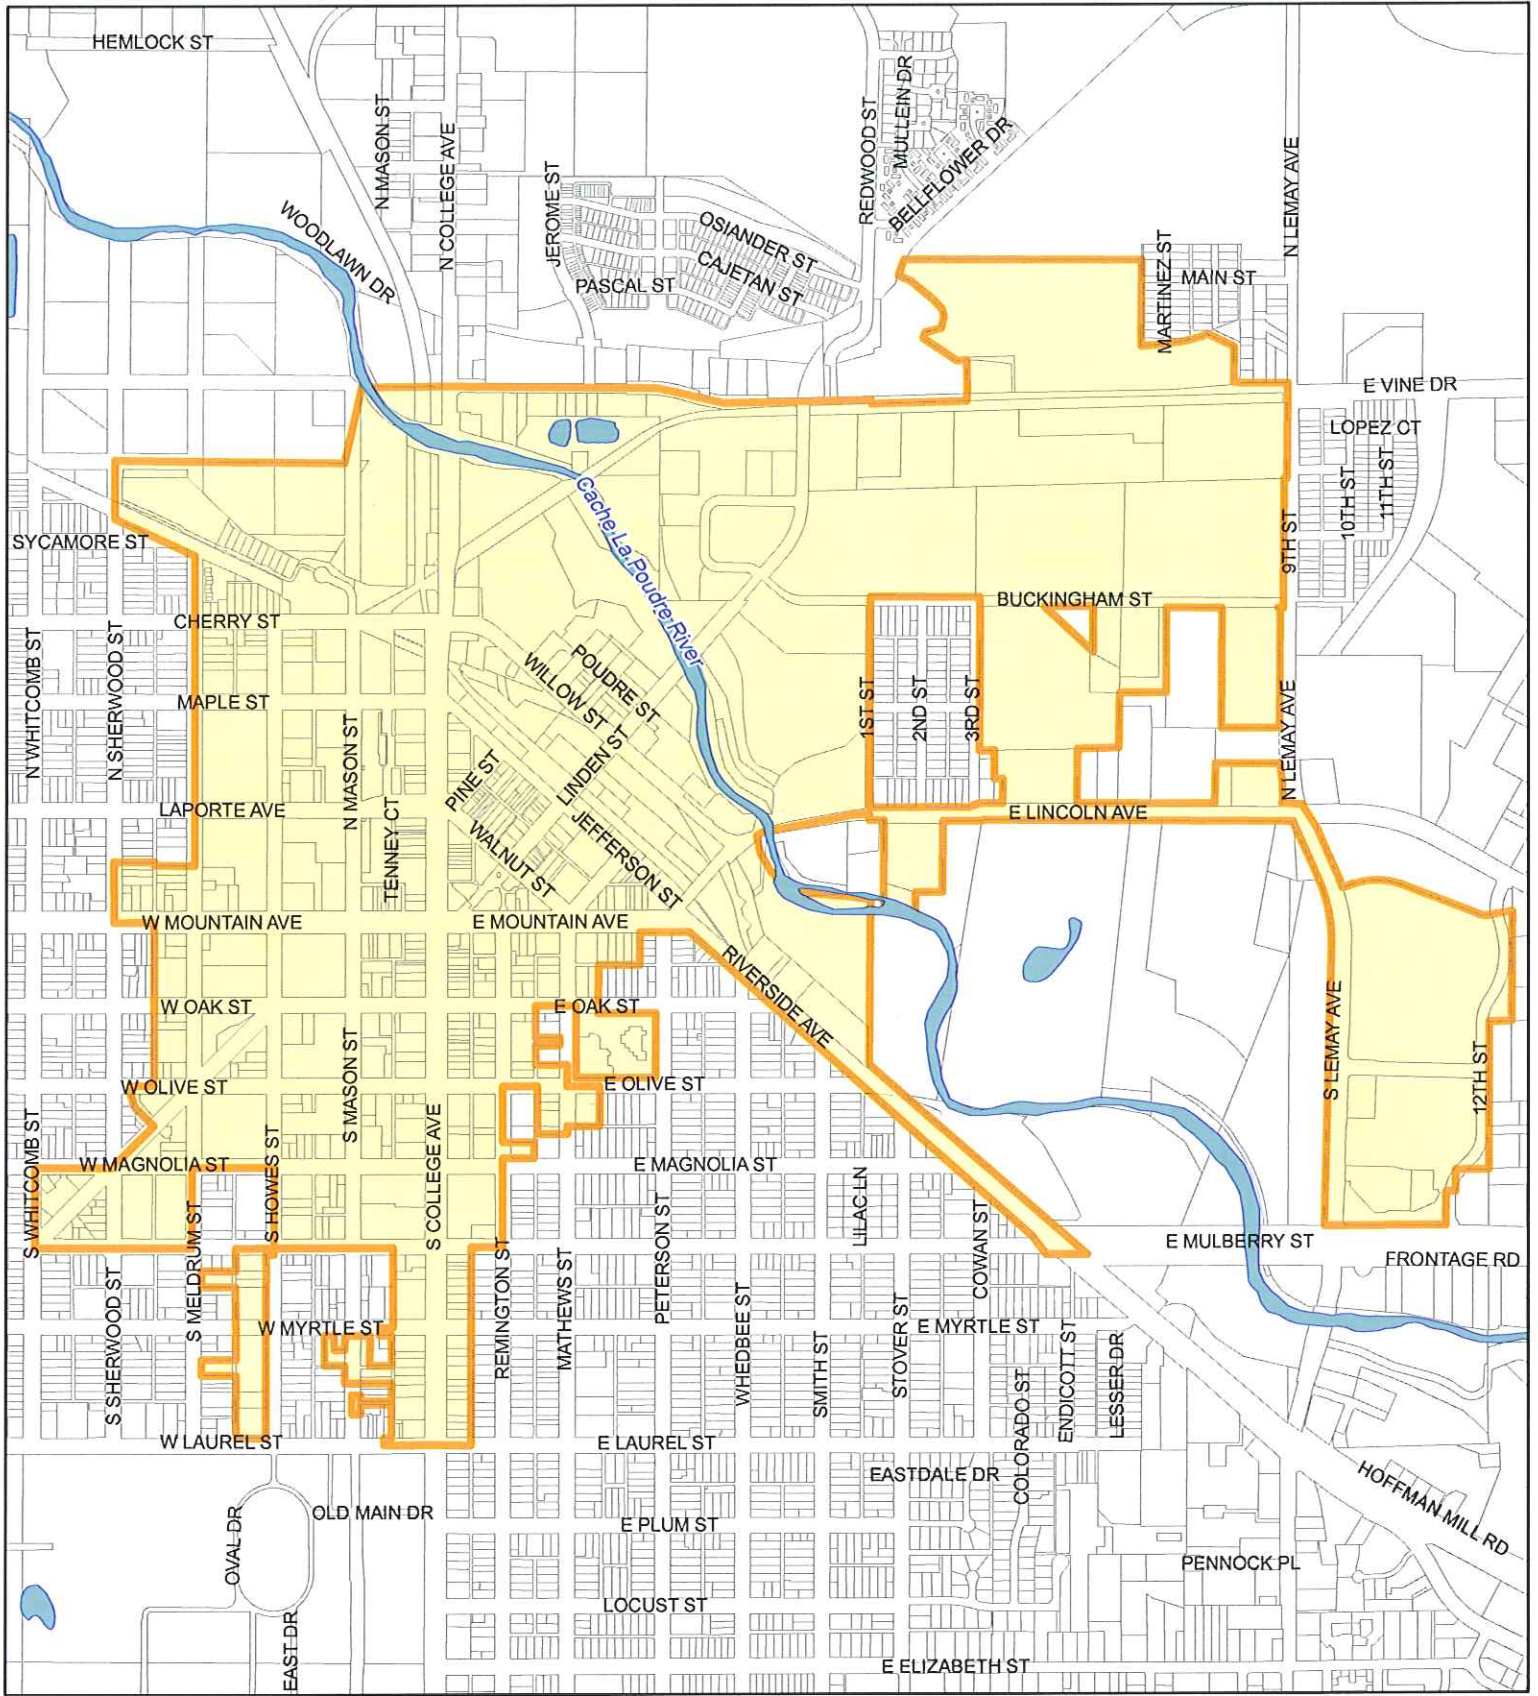 HEMLOCK ST
N MASON ST
N COLLEGE AVE
REDWOOD ST
MULLEIN DR
BELLFLOWER DR
N LEMAY AVE
JEROME ST
WOODLAWN DR
OSIANDER ST
CAJETAN ST
PASCAL ST
MARTINEZ ST
MAIN ST
E VINE DR
LOPEZ CT
10TH ST
11TH ST
9TH ST
SYCAMORE ST
Cache La Poudre River
BUCKINGHAM ST
CHERRY ST
N WHITCOMB ST
N SHERWOOD ST
POUDRE ST
WILLOW ST
MAPLE ST
1ST ST
2ND ST
3RD ST
N LEMAY AVE
N MASON ST
LINDEN ST
PINE ST
LAPORTE AVE
TENNEY CT
JEFFERSON ST
WALNUT ST
E LINCOLN AVE
W MOUNTAIN AVE
E MOUNTAIN AVE
RIVERSIDE AVE
W OAK ST
E OAK ST
S MASON ST
S LEMAY AVE
12TH ST
W OLIVE ST
E OLIVE ST
S WHITCOMB ST
S COLLEGE AVE
S HOWES ST
W MAGNOLIA ST
E MAGNOLIA ST
S MELDRUM ST
PETERSON ST
LILAC LN
COWAN ST
E MULBERRY ST
FRONTAGE RD
S SHERWOOD ST
REMINGTON ST
MATHEWS ST
WHEDBEE ST
SMITH ST
STOVER ST
W MYRTLE ST
E MYRTLE ST
COLORADO ST
ENDICOTT ST
LESSER DR
W LAUREL ST
E LAUREL ST
EASTDALE DR
HOFFMAN MILL RD
OLD MAIN DR
OVAL DR
E PLUM ST
PENNOCK PL
LOCUST ST
EAST DR
E ELIZABETH ST